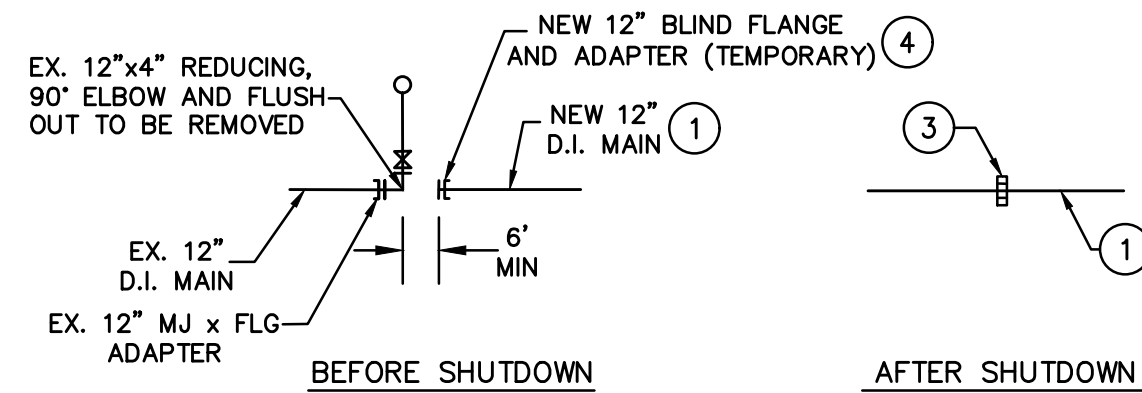 NEW 12" BLIND FLANGE
AND ADAPTER (TEMPORARY) 4
EX. 12"x4" REDUCING,
90° ELBOW AND FLUSH
OUT TO BE REMOVED
NEW 12"
D.I. MAIN 1
3
6'
MIN
EX. 12"
D.I. MAIN
1
EX. 12" MJ x FLG
ADAPTER
BEFORE SHUTDOWN
AFTER SHUTDOWN